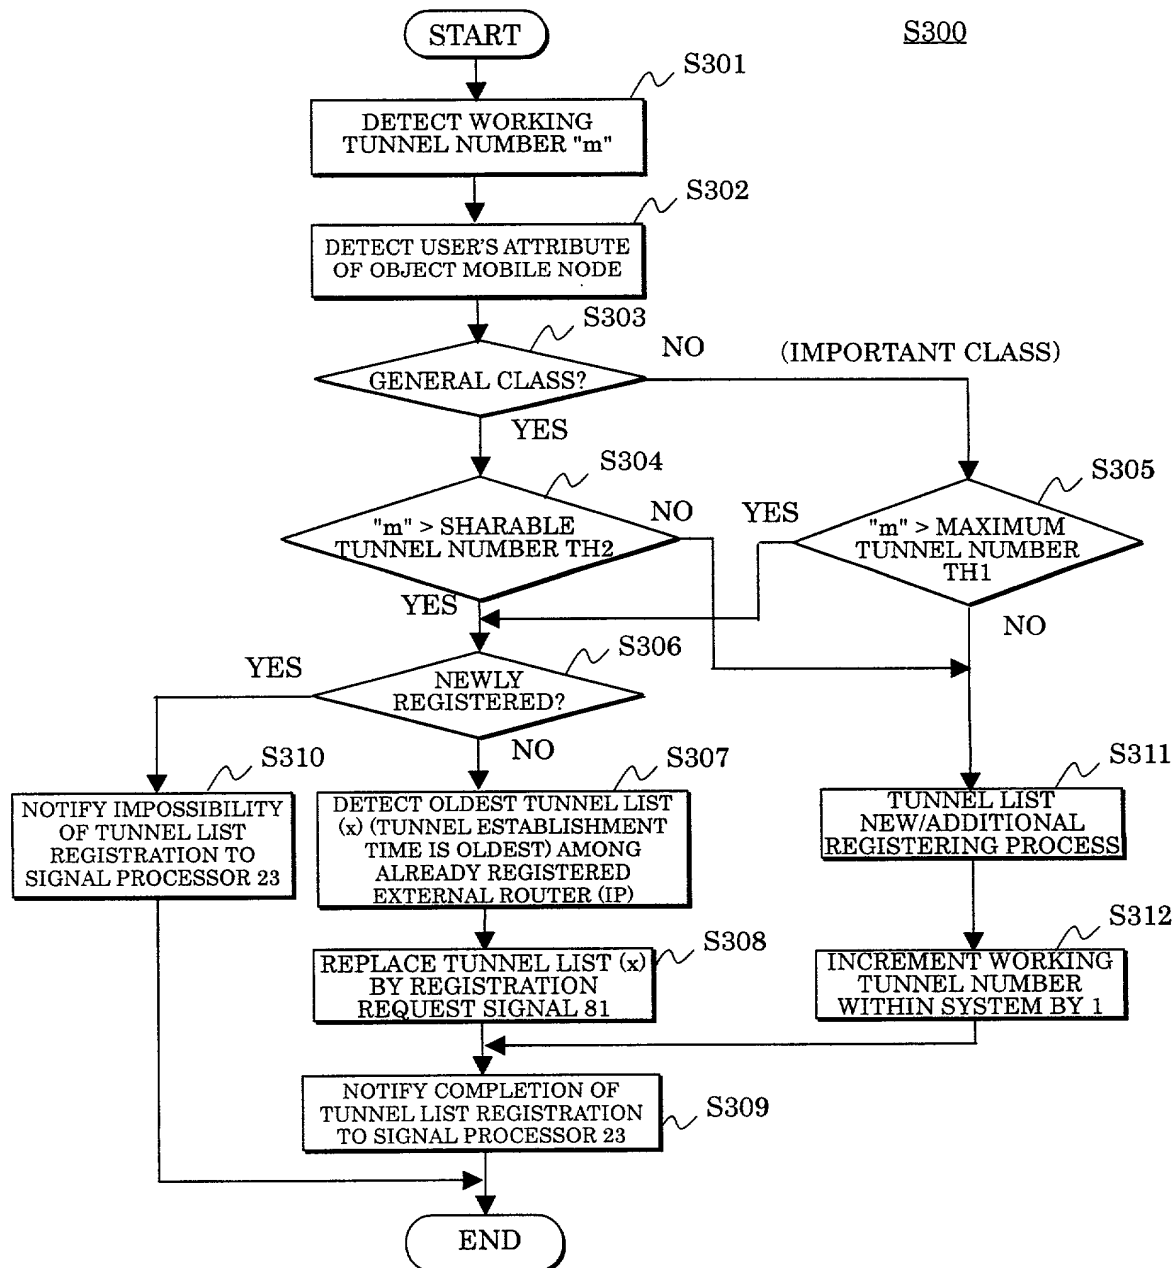 START
S300
S301
DETECT WORKING
TUNNEL NUMBER "m"
S302
DETECT USER'S ATTRIBUTE
OF OBJECT MOBILE NODE
S303
GENERAL CLASS?
NO
(IMPORTANT CLASS)
YES
S304
"m" > SHARABLE
TUNNEL NUMBER TH2
NO
YES
S305
"m" > MAXIMUM
TUNNEL NUMBER
TH1
YES
NO
S306
NEWLY
REGISTERED?
YES
NO
S310
NOTIFY IMPOSSIBILITY
OF TUNNEL LIST
REGISTRATION TO
SIGNAL PROCESSOR 23
S307
DETECT OLDEST TUNNEL LIST
(x) (TUNNEL ESTABLISHMENT
TIME IS OLDEST) AMONG
ALREADY REGISTERED
EXTERNAL ROUTER (IP)
S311
TUNNEL LIST
NEW/ADDITIONAL
REGISTERING PROCESS
S308
REPLACE TUNNEL LIST (x)
BY REGISTRATION
REQUEST SIGNAL 81
S312
INCREMENT WORKING
TUNNEL NUMBER
WITHIN SYSTEM BY 1
S309
NOTIFY COMPLETION OF
TUNNEL LIST REGISTRATION
TO SIGNAL PROCESSOR 23
END